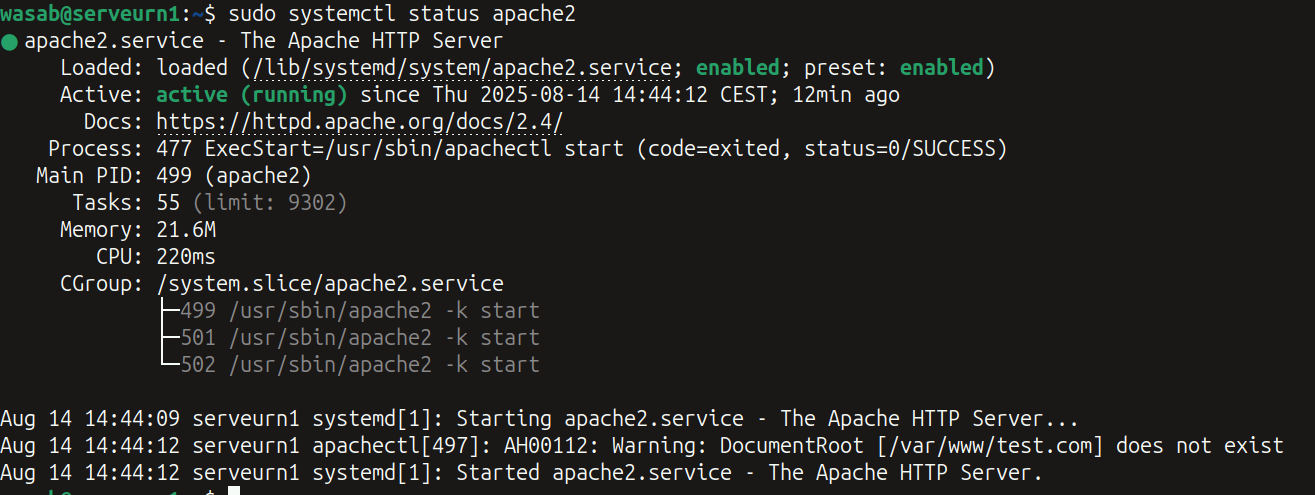 wasab@serveurn1:~$ sudo systemctl status apache2
● apache2.service - The Apache HTTP Server
Loaded: loaded (/lib/systemd/system/apache2.service; enabled; preset: enabled)
Active: active (running) since Thu 2025-08-14 14:44:12 CEST; 12min ago
Docs: https://httpd.apache.org/docs/2.4/
Process: 477 ExecStart=/usr/sbin/apachectl start (code=exited, status=0/SUCCESS)
Main PID: 499 (apache2)
Tasks: 55 (limit: 9302)
Memory: 21.6M
CPU: 220ms
CGroup: /system.slice/apache2.service
├─499 /usr/sbin/apache2 -k start
├─501 /usr/sbin/apache2 -k start
└─502 /usr/sbin/apache2 -k start
Aug 14 14:44:09 serveurn1 systemd[1]: Starting apache2.service - The Apache HTTP Server...
Aug 14 14:44:12 serveurn1 apachectl[497]: AH00112: Warning: DocumentRoot [/var/www/test.com] does not exist
Aug 14 14:44:12 serveurn1 systemd[1]: Started apache2.service - The Apache HTTP Server.